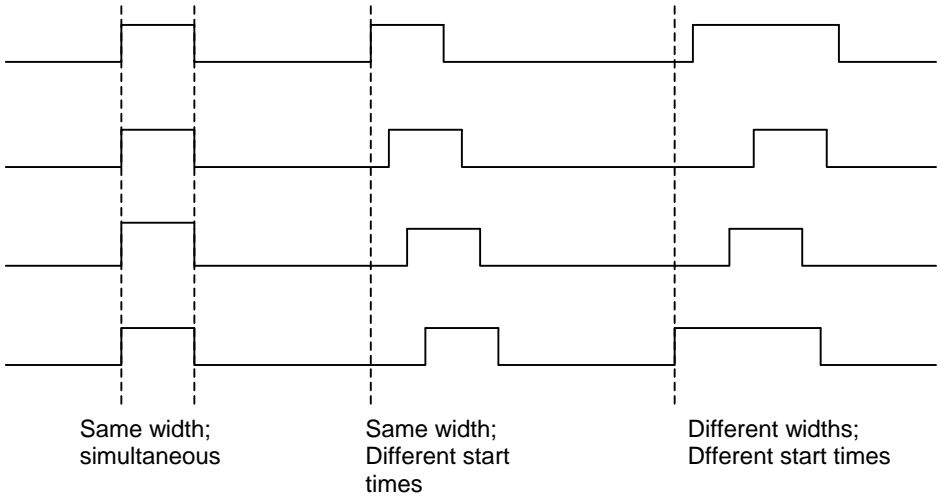 Same width;
simultaneous
Same width;
Different start
times
Different widths;
Dfferent start times